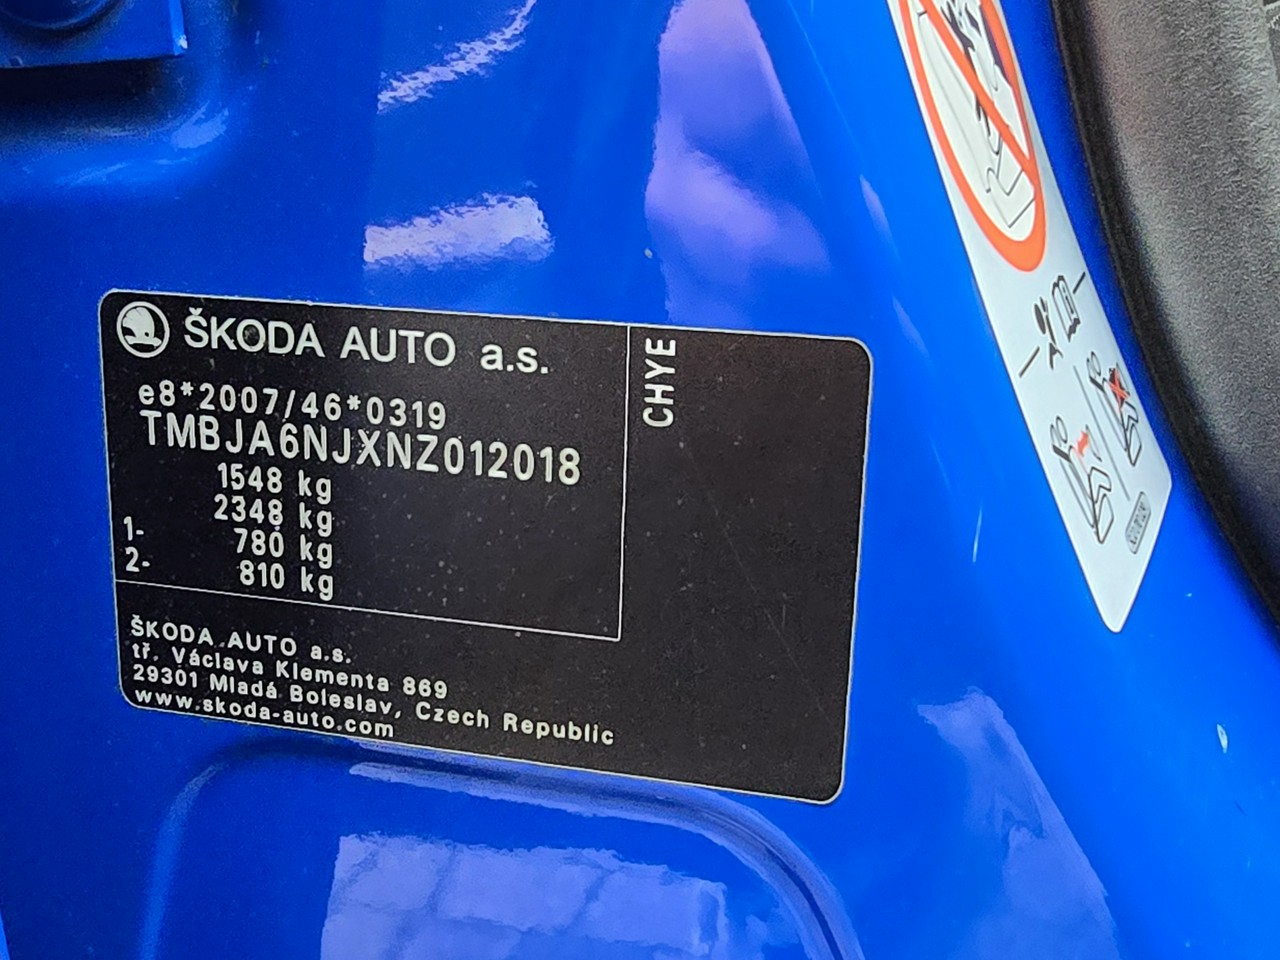 ŠKODA AUTO a.s.
e8*2007/46*0319
TMBJA6NJXNZ012018
1548 kg
2348 kg
1- 780 kg
2- 810 kg
CHYE
ŠKODA AUTO a.s.
tř. Václava Klementa 869
29301 Mladá Boleslav, Czech Republic
www.skoda-auto.com